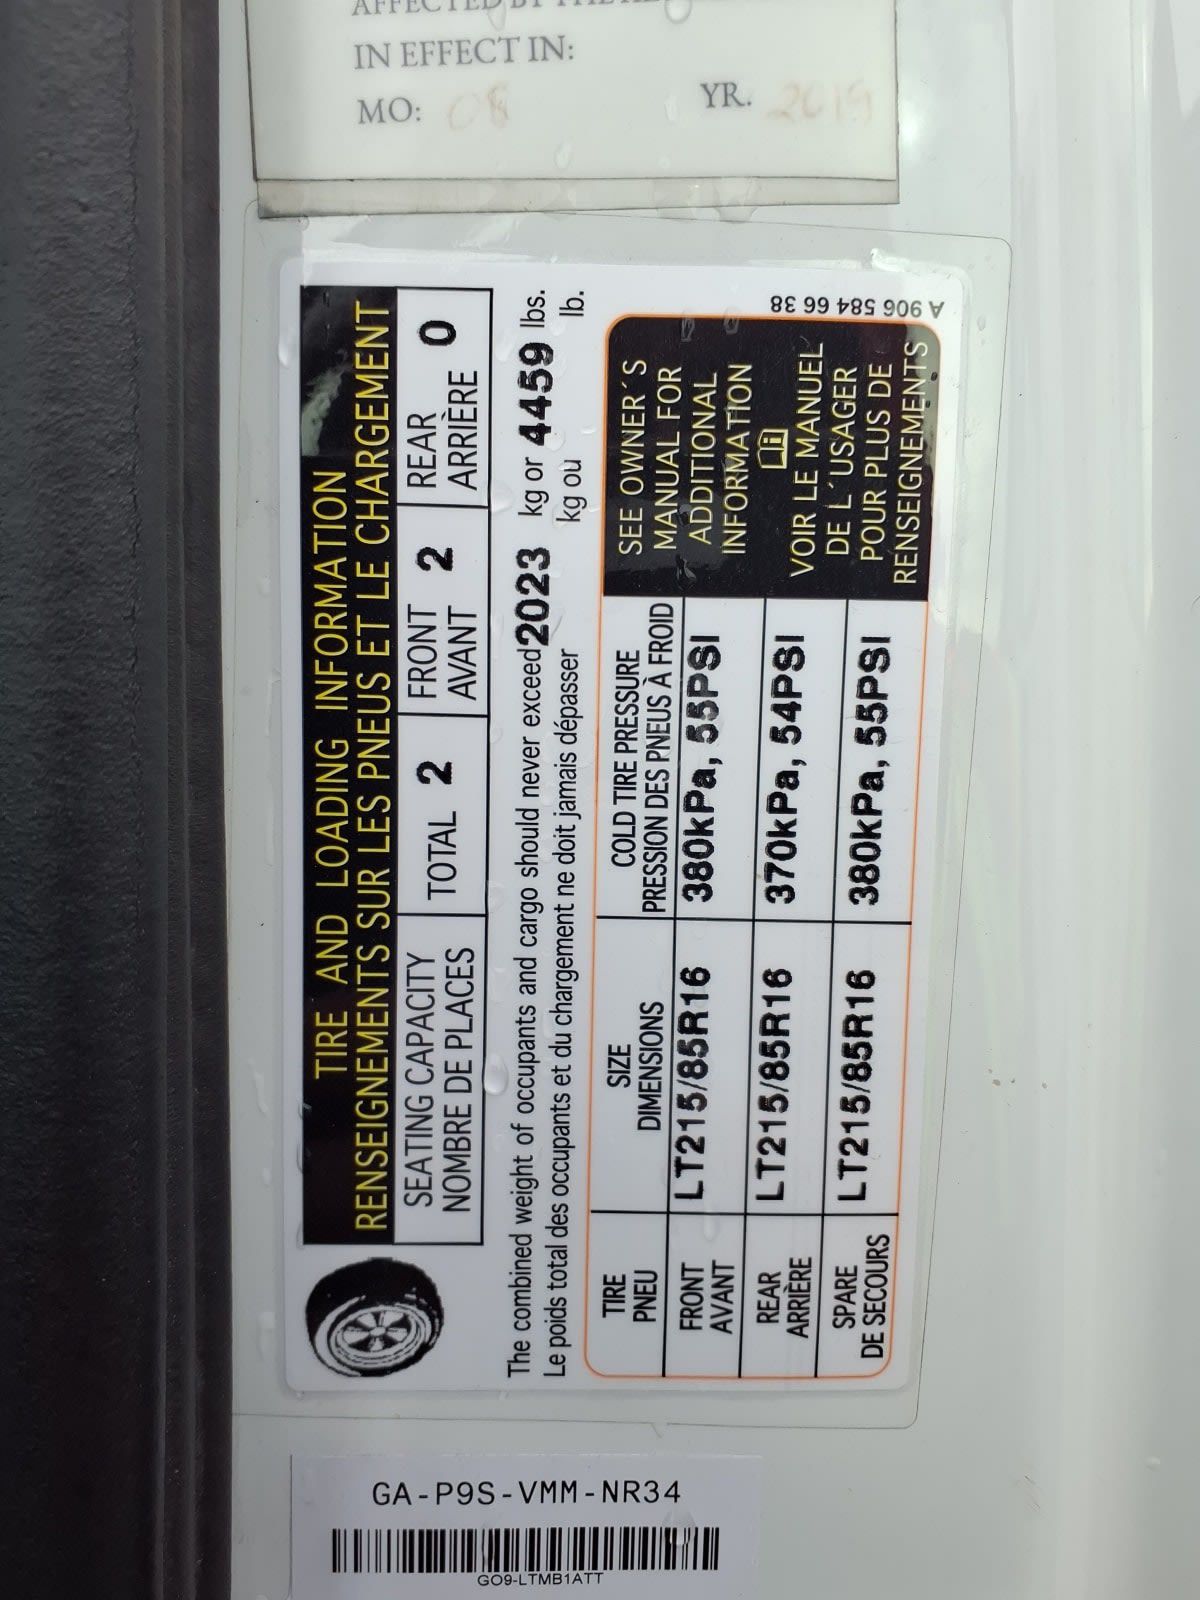 IN EFFECT IN:
MO: 08 YR. 2019
TIRE AND LOADING INFORMATION
RENSEIGNEMENTS SUR LES PNEUS ET LE CHARGEMENT
SEATING CAPACITY
NOMBRE DE PLACES
TOTAL 2
FRONT
AVANT 2
REAR
ARRIÈRE 0
The combined weight of occupants and cargo should never exceed 2023 kg or 4459 lbs.
Le poids total des occupants et du chargement ne doit jamais dépasser kg ou lb.
TIRE
PNEU
SIZE
DIMENSIONS
COLD TIRE PRESSURE
PRESSION DES PNEUS À FROID
FRONT
AVANT
LT215/85R16
380kPa, 55PSI
REAR
ARRIÈRE
LT215/85R16
370kPa, 54PSI
SPARE
DE SECOURS
LT215/85R16
380kPa, 55PSI
SEE OWNER´S
MANUAL FOR
ADDITIONAL
INFORMATION
VOIR LE MANUEL
DE L´USAGER
POUR PLUS DE
RENSEIGNEMENTS
A 906 584 66 38
GA-P9S-VMM-NR34
GO9-LTMB1ATT